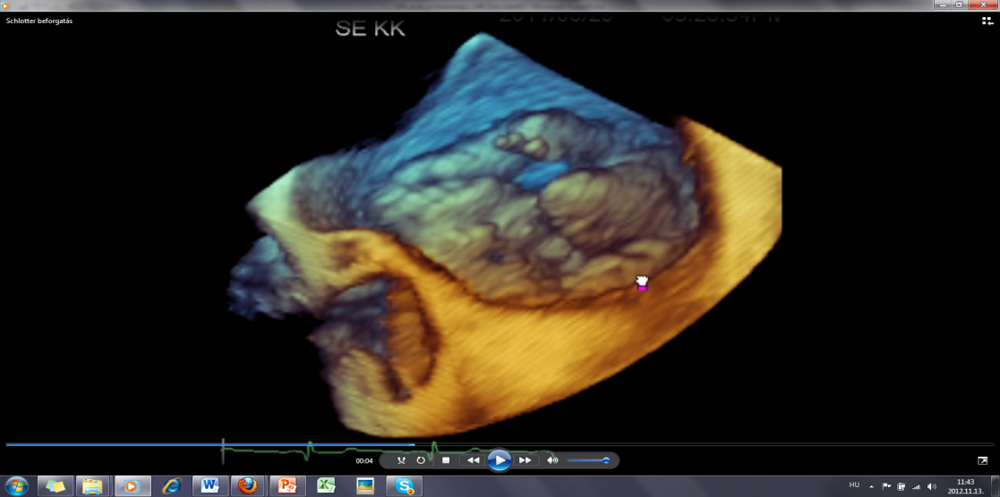 Schlotter beforgatás
SE KK
00:04
HU
11:43
2012.11.13.